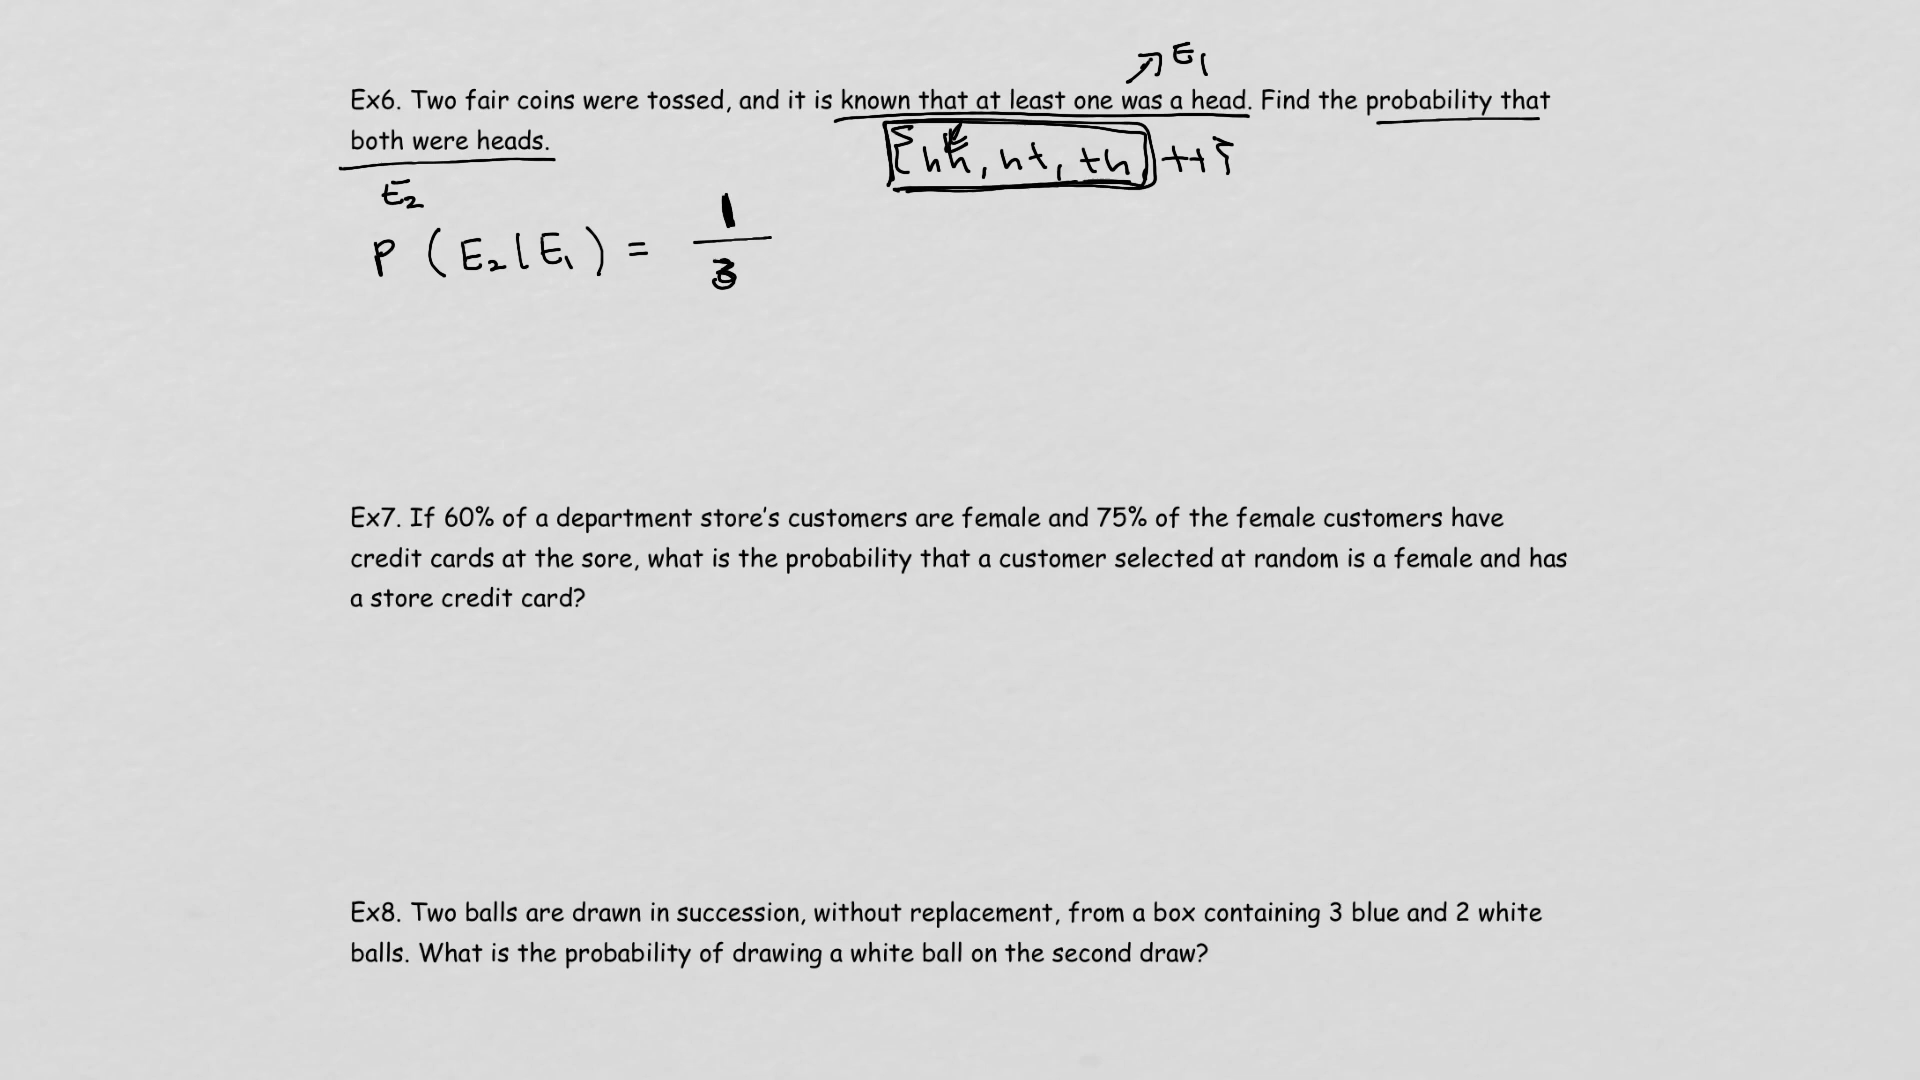 E₁
Ex6. Two fair coins were tossed, and it is known that at least one was a head. Find the probability that
both were heads.
{hh, ht, th, tt}
E₂
P (E₂|E₁) = 1/3
Ex7. If 60% of a department store's customers are female and 75% of the female customers have
credit cards at the sore, what is the probability that a customer selected at random is a female and has
a store credit card?
Ex8. Two balls are drawn in succession, without replacement, from a box containing 3 blue and 2 white
balls. What is the probability of drawing a white ball on the second draw?